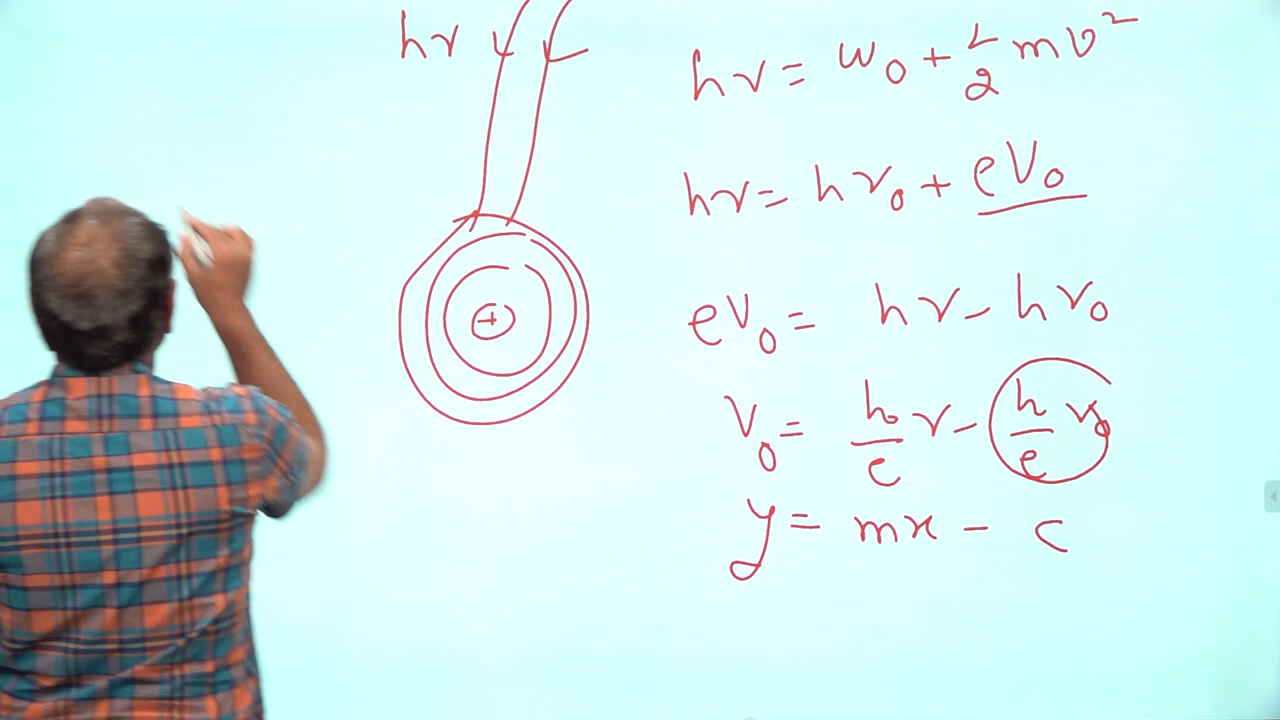 hν
hν = w₀ + 1/2 mv²
hν = hν₀ + eV₀
eV₀ = hν - hν₀
+
V₀ = h/e ν - h/e ν₀
y = mx - c